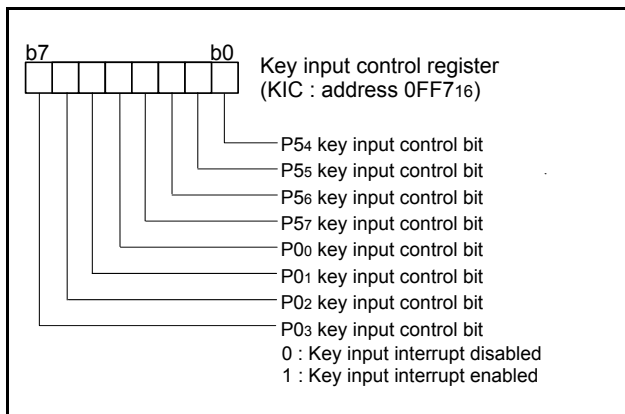 b7 b0
Key input control register
(KIC : address 0FF716)
P54 key input control bit
P55 key input control bit
P56 key input control bit
P57 key input control bit
P00 key input control bit
P01 key input control bit
P02 key input control bit
P03 key input control bit
0 : Key input interrupt disabled
1 : Key input interrupt enabled